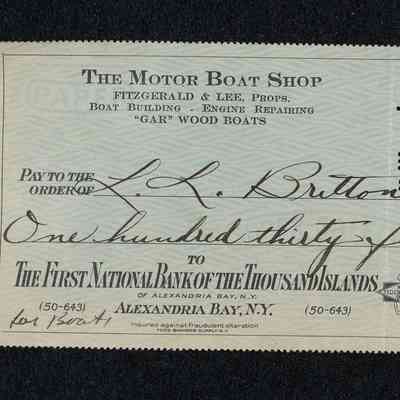 THE MOTOR BOAT SHOP
FITZGERALD & LEE, PROPS.
BOAT BUILDING - ENGINE REPAIRING
"GAR" WOOD BOATS
PAY TO THE
ORDER OF L. L. Britton
One hundred thirty
TO
THE FIRST NATIONAL BANK OF THE THOUSAND ISLANDS
OF ALEXANDRIA BAY, N.Y.
(50-643) ALEXANDRIA BAY, N.Y. (50-643)
for Boats
Insured against fraudulent alteration